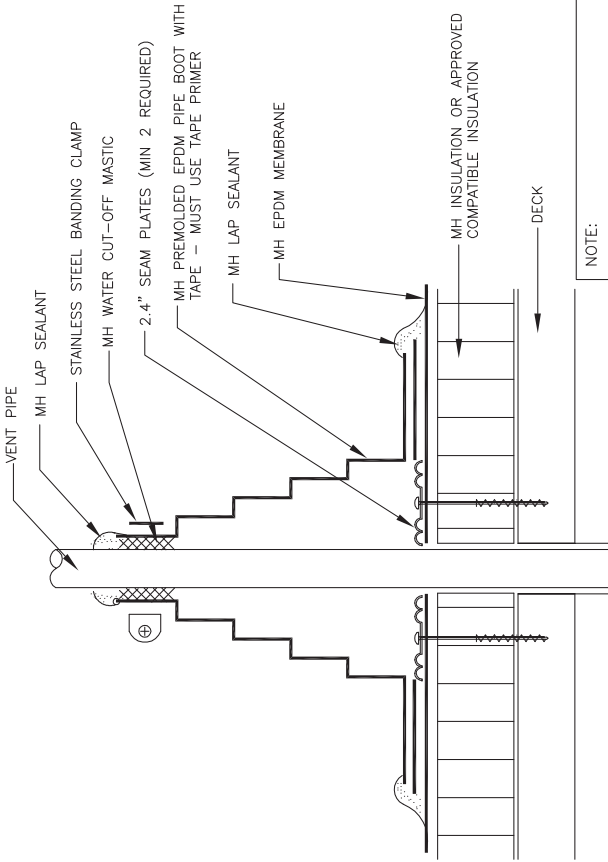 VENT PIPE
MH LAP SEALANT
STAINLESS STEEL BANDING CLAMP
MH WATER CUT-OFF MASTIC
2.4" SEAM PLATES (MIN 2 REQUIRED)
MH PREMOLDED EPDM PIPE BOOT WITH
TAPE - MUST USE TAPE PRIMER
MH LAP SEALANT
MH EPDM MEMBRANE
MH INSULATION OR APPROVED
COMPATIBLE INSULATION
DECK
NOTE: